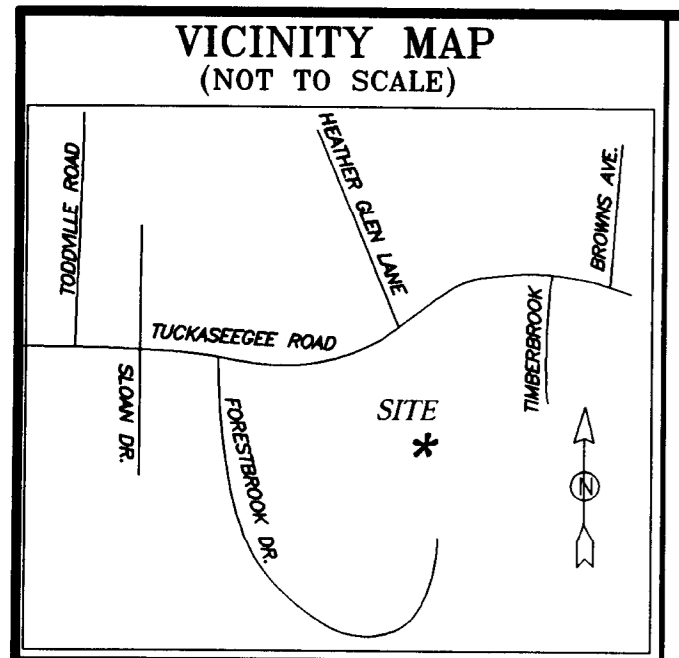 VICINITY MAP
(NOT TO SCALE)
TODDVILLE ROAD
HEATHER GLEN LANE
BROWNS AVE.
TUCKASEEGEE ROAD
TIMBERBROOK
SLOAN DR.
FORESTBROOK DR.
SITE
*
N